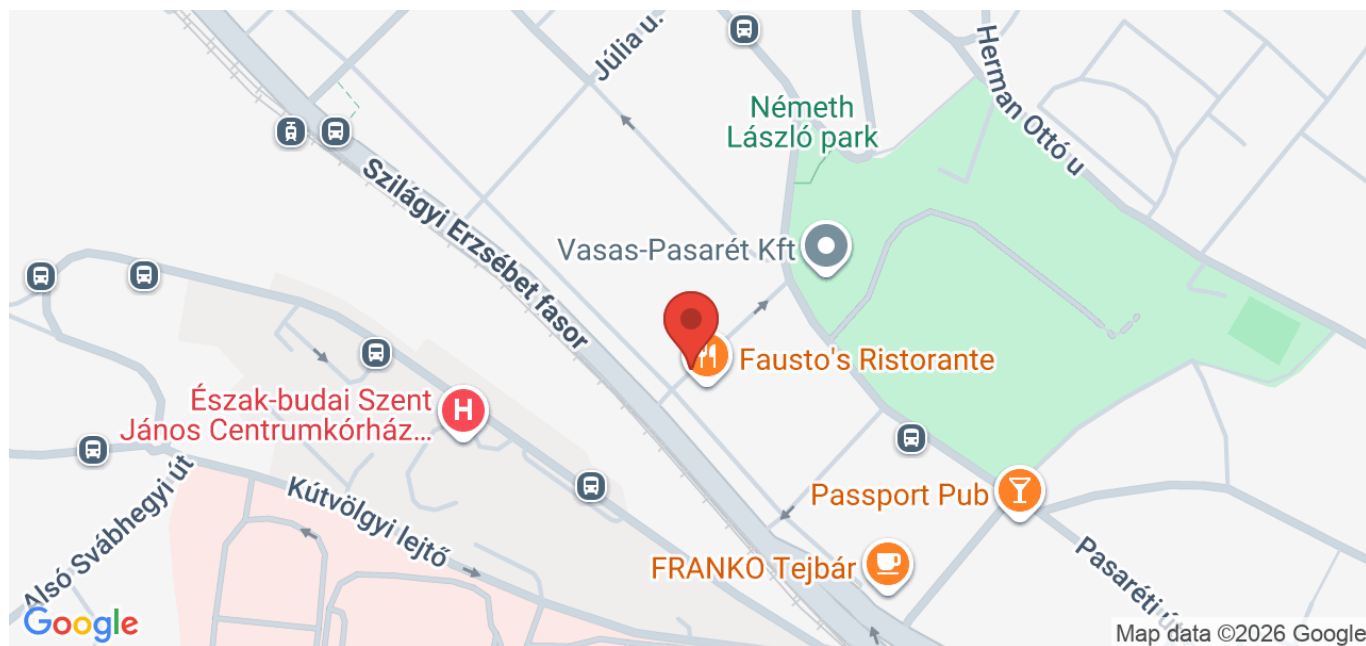 Júlia u.
Herman Ottó u
Németh
László park
Szilágyi Erzsébet fasor
Vasas-Pasarét Kft
Fausto's Ristorante
Észak-budai Szent
János Centrumkórház...
H
Passport Pub
Kútvölgyi lejtő
Alsó Svábhegyi út
FRANKO Tejbár
Pasaréti út
Google
Map data ©2026 Google